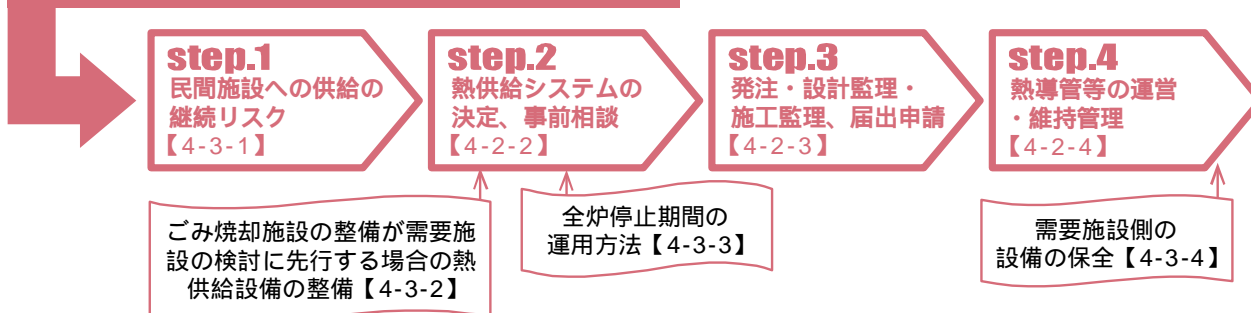 step.1
民間施設への供給の
継続リスク
【4-3-1】
step.2
熱供給システムの
決定、事前相談
【4-2-2】
step.3
発注・設計監理・
施工監理、届出申請
【4-2-3】
step.4
熱導管等の運営
・維持管理
【4-2-4】
ごみ焼却施設の整備が需要施
設の検討に先行する場合の熱
供給設備の整備【4-3-2】
全炉停止期間の
運用方法【4-3-3】
需要施設側の
設備の保全【4-3-4】